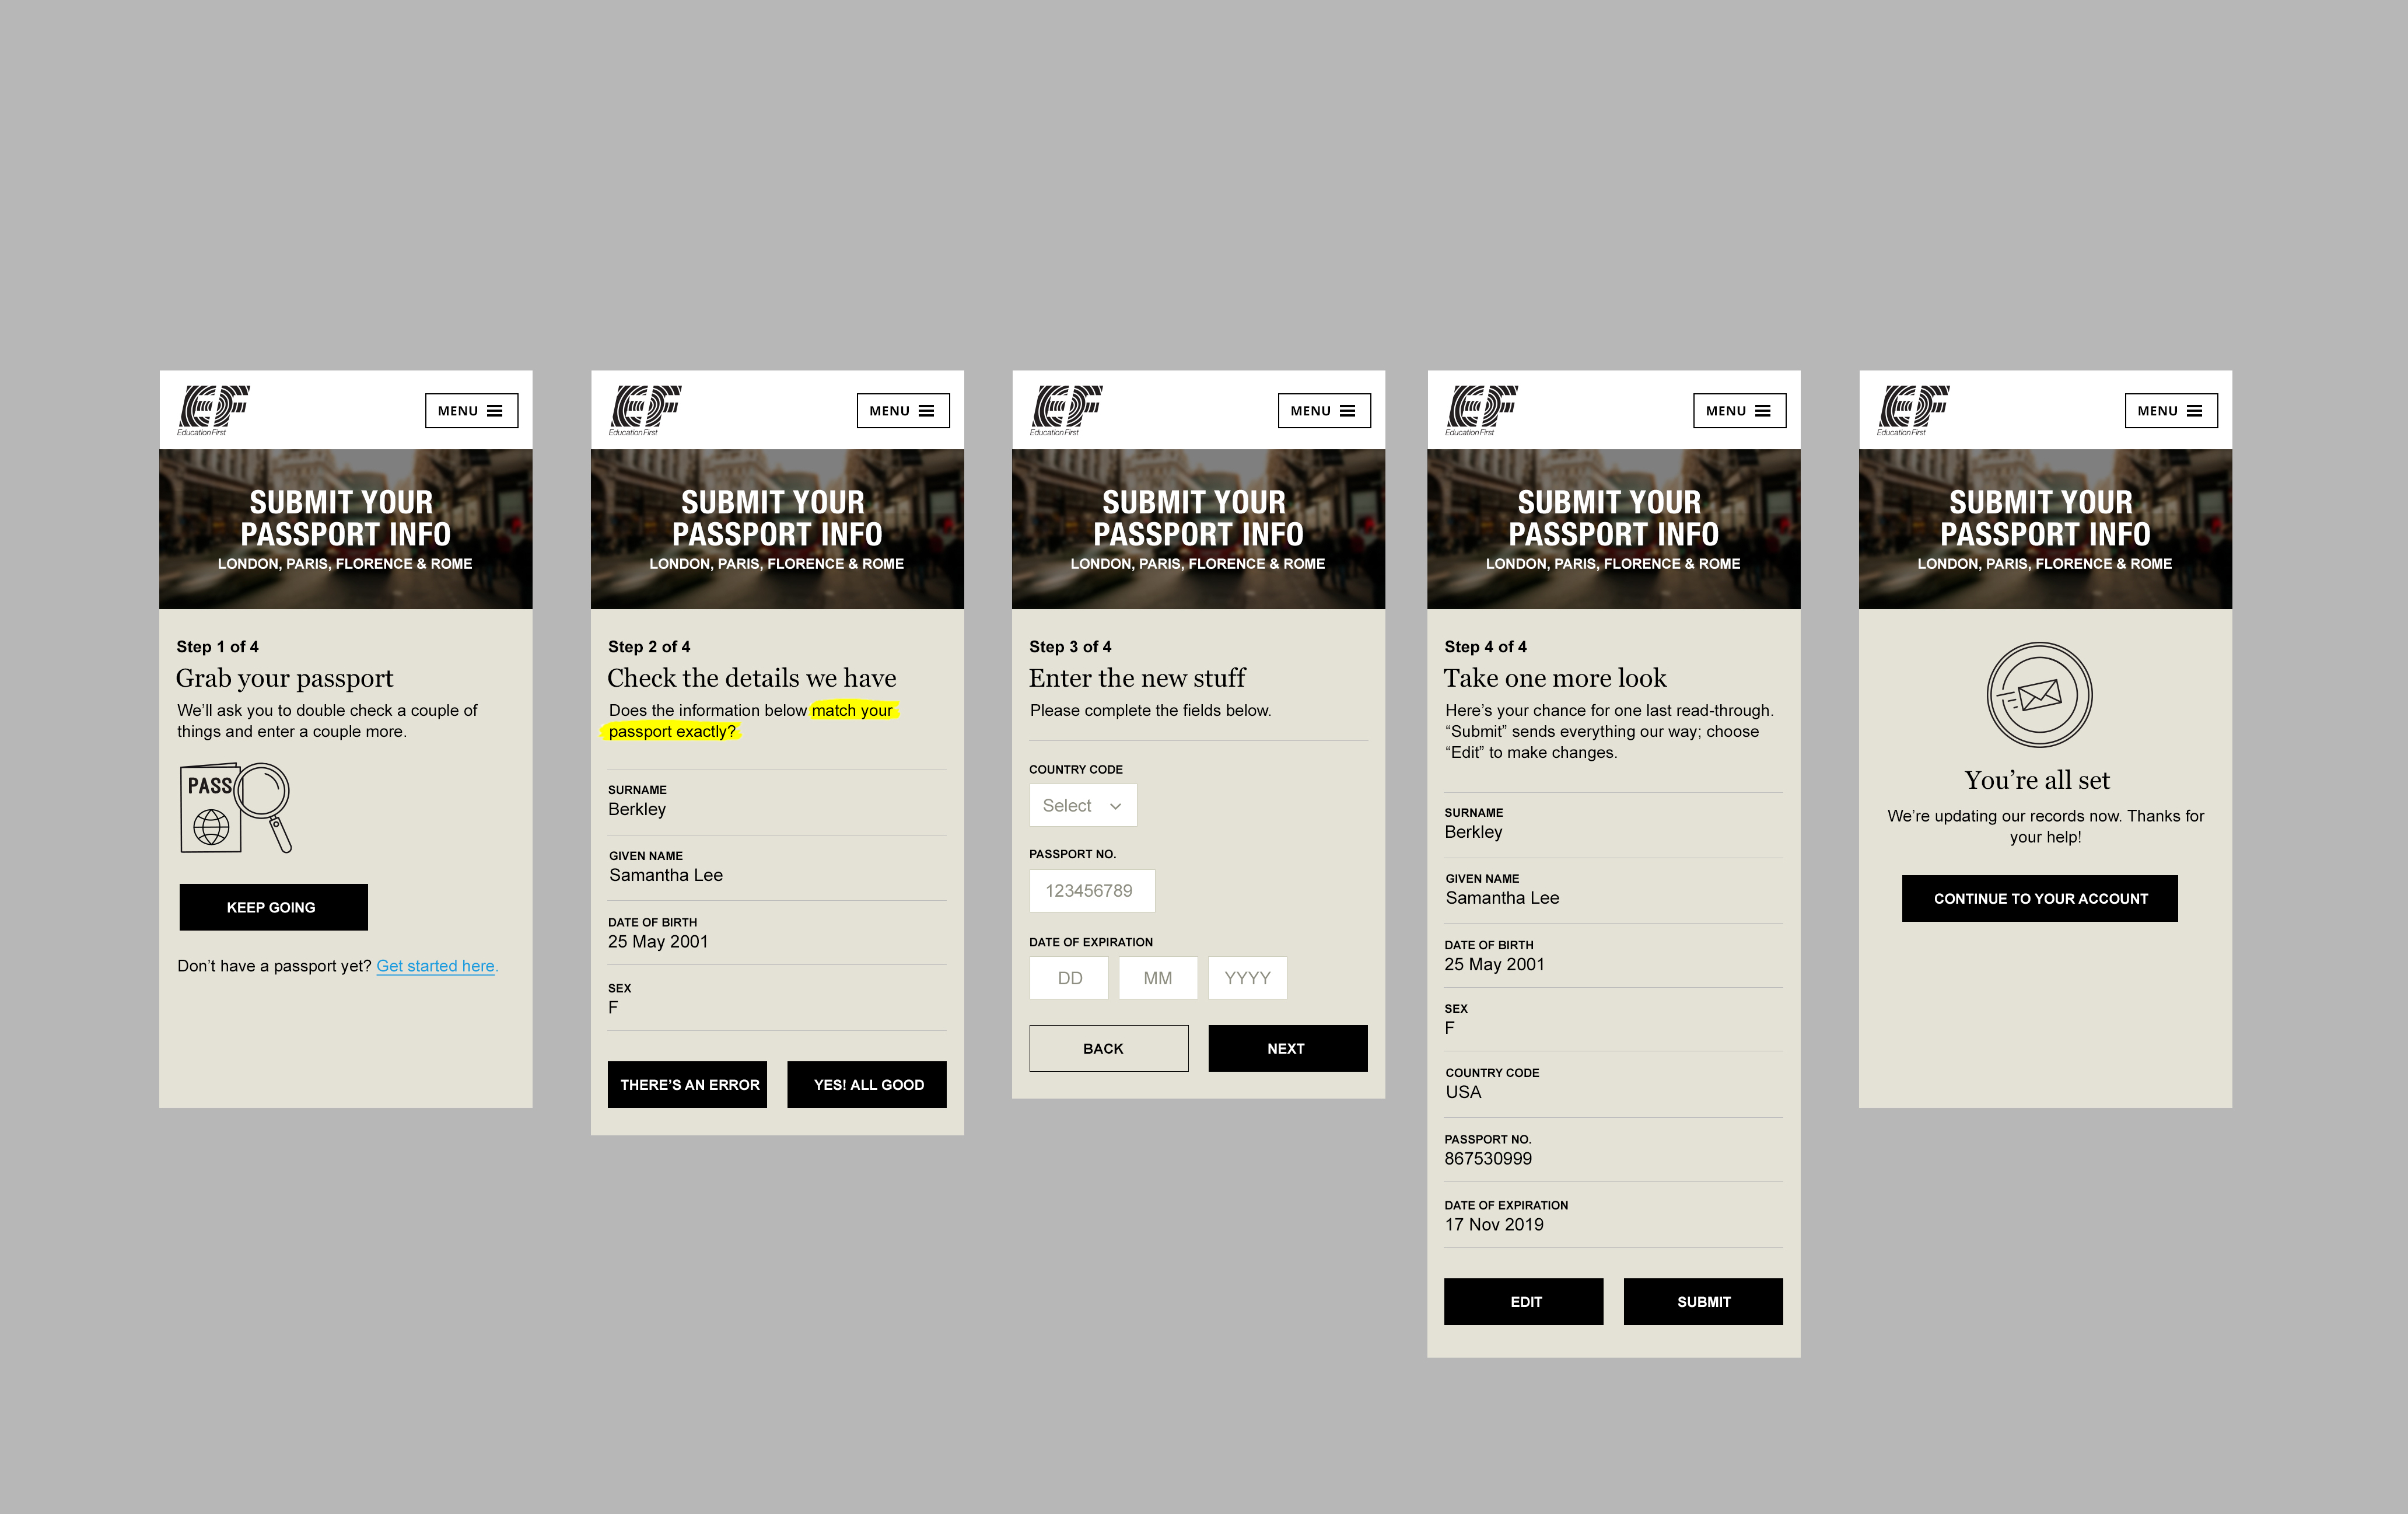 Education First
MENU
SUBMIT YOUR
PASSPORT INFO
LONDON, PARIS, FLORENCE & ROME
Step 1 of 4
Grab your passport
We’ll ask you to double check a couple of
things and enter a couple more.
PASS
KEEP GOING
Don’t have a passport yet? Get started here.
Education First
MENU
SUBMIT YOUR
PASSPORT INFO
LONDON, PARIS, FLORENCE & ROME
Step 2 of 4
Check the details we have
Does the information below match your
passport exactly?
SURNAME
Berkley
GIVEN NAME
Samantha Lee
DATE OF BIRTH
25 May 2001
SEX
F
THERE’S AN ERROR
YES! ALL GOOD
Education First
MENU
SUBMIT YOUR
PASSPORT INFO
LONDON, PARIS, FLORENCE & ROME
Step 3 of 4
Enter the new stuff
Please complete the fields below.
COUNTRY CODE
Select
PASSPORT NO.
123456789
DATE OF EXPIRATION
DD MM YYYY
BACK
NEXT
Education First
MENU
SUBMIT YOUR
PASSPORT INFO
LONDON, PARIS, FLORENCE & ROME
Step 4 of 4
Take one more look
Here’s your chance for one last read-through.
“Submit” sends everything our way; choose
“Edit” to make changes.
SURNAME
Berkley
GIVEN NAME
Samantha Lee
DATE OF BIRTH
25 May 2001
SEX
F
COUNTRY CODE
USA
PASSPORT NO.
867530999
DATE OF EXPIRATION
17 Nov 2019
EDIT
SUBMIT
Education First
MENU
SUBMIT YOUR
PASSPORT INFO
LONDON, PARIS, FLORENCE & ROME
You’re all set
We’re updating our records now. Thanks for
your help!
CONTINUE TO YOUR ACCOUNT